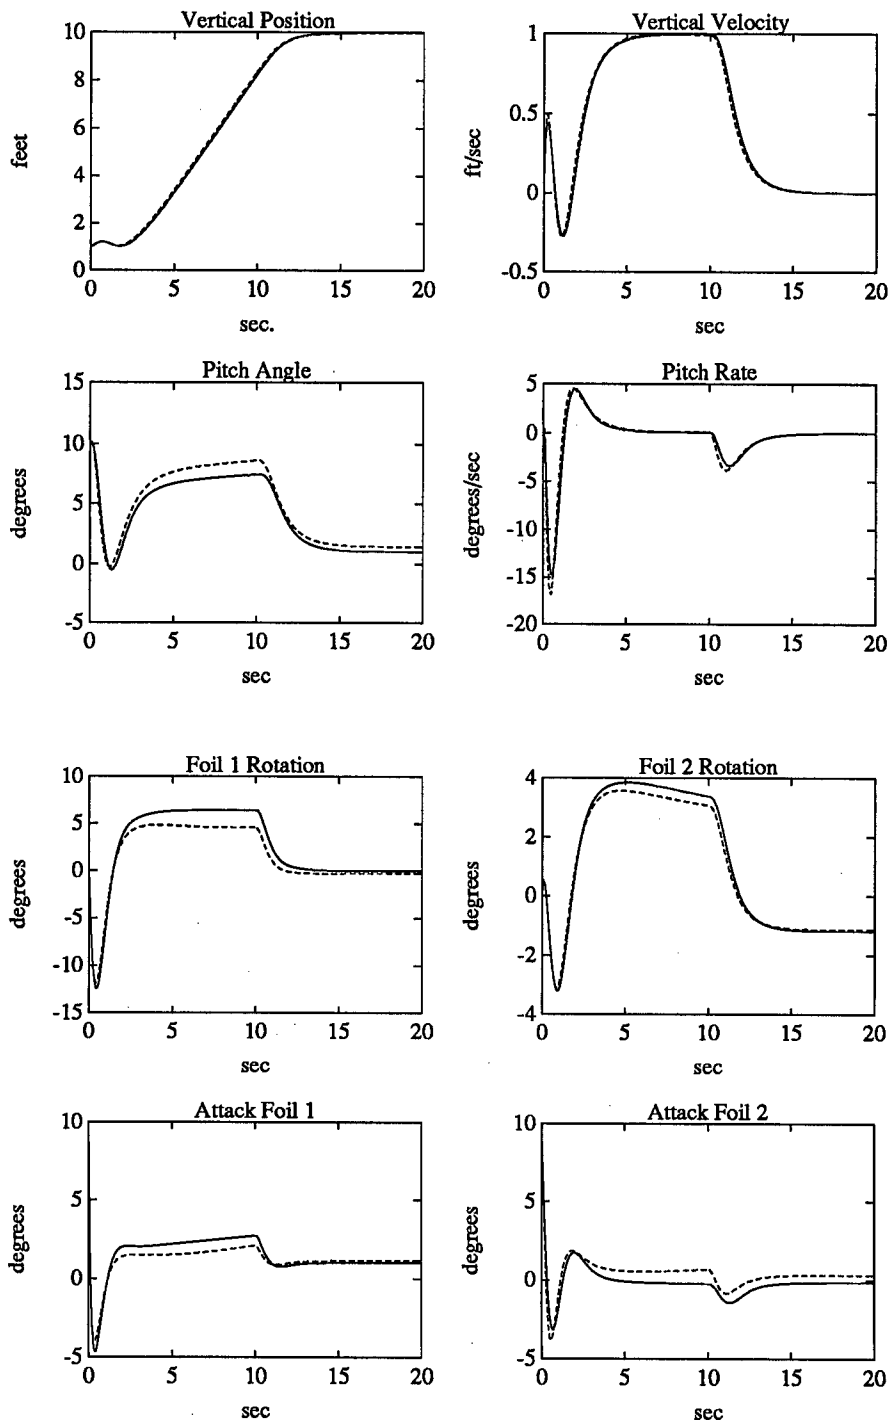 Vertical Position
10
8
6
4
2
0
feet
0 5 10 15 20
sec.
Vertical Velocity
1
0.5
0
-0.5
ft/sec
0 5 10 15 20
sec
Pitch Angle
15
10
5
0
-5
degrees
0 5 10 15 20
sec
Pitch Rate
5
0
-5
-10
-15
-20
degrees/sec
0 5 10 15 20
sec
Foil 1 Rotation
10
5
0
-5
-10
-15
degrees
0 5 10 15 20
sec
Foil 2 Rotation
4
2
0
-2
-4
degrees
0 5 10 15 20
sec
Attack Foil 1
10
5
0
-5
degrees
0 5 10 15 20
sec
Attack Foil 2
10
5
0
-5
degrees
0 5 10 15 20
sec